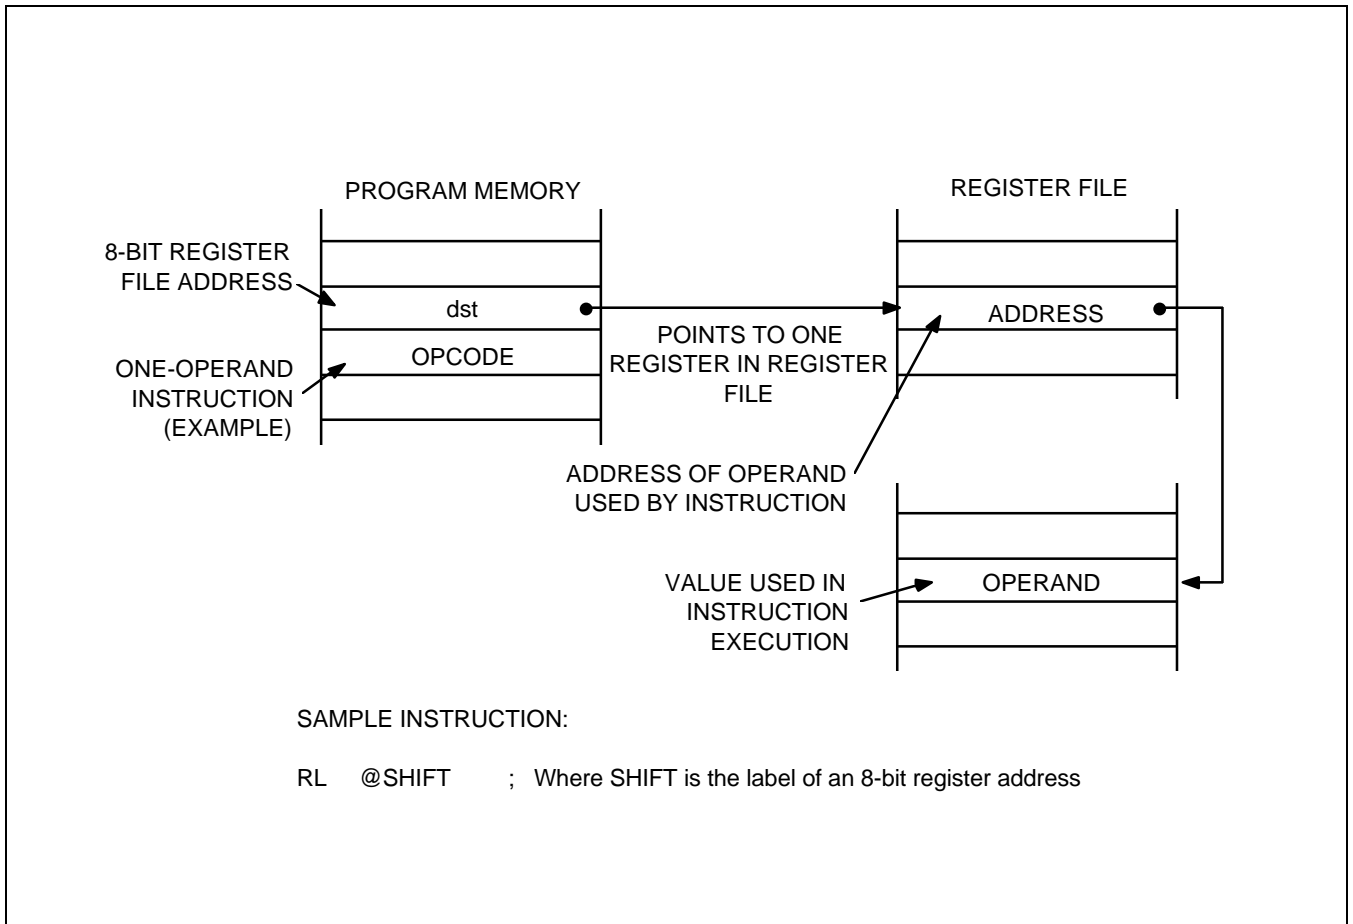 PROGRAM MEMORY
REGISTER FILE
8-BIT REGISTER
FILE ADDRESS
dst
ADDRESS
POINTS TO ONE
REGISTER IN REGISTER
FILE
OPCODE
ONE-OPERAND
INSTRUCTION
(EXAMPLE)
ADDRESS OF OPERAND
USED BY INSTRUCTION
VALUE USED IN
INSTRUCTION
EXECUTION
OPERAND
SAMPLE INSTRUCTION:
RL @SHIFT ; Where SHIFT is the label of an 8-bit register address